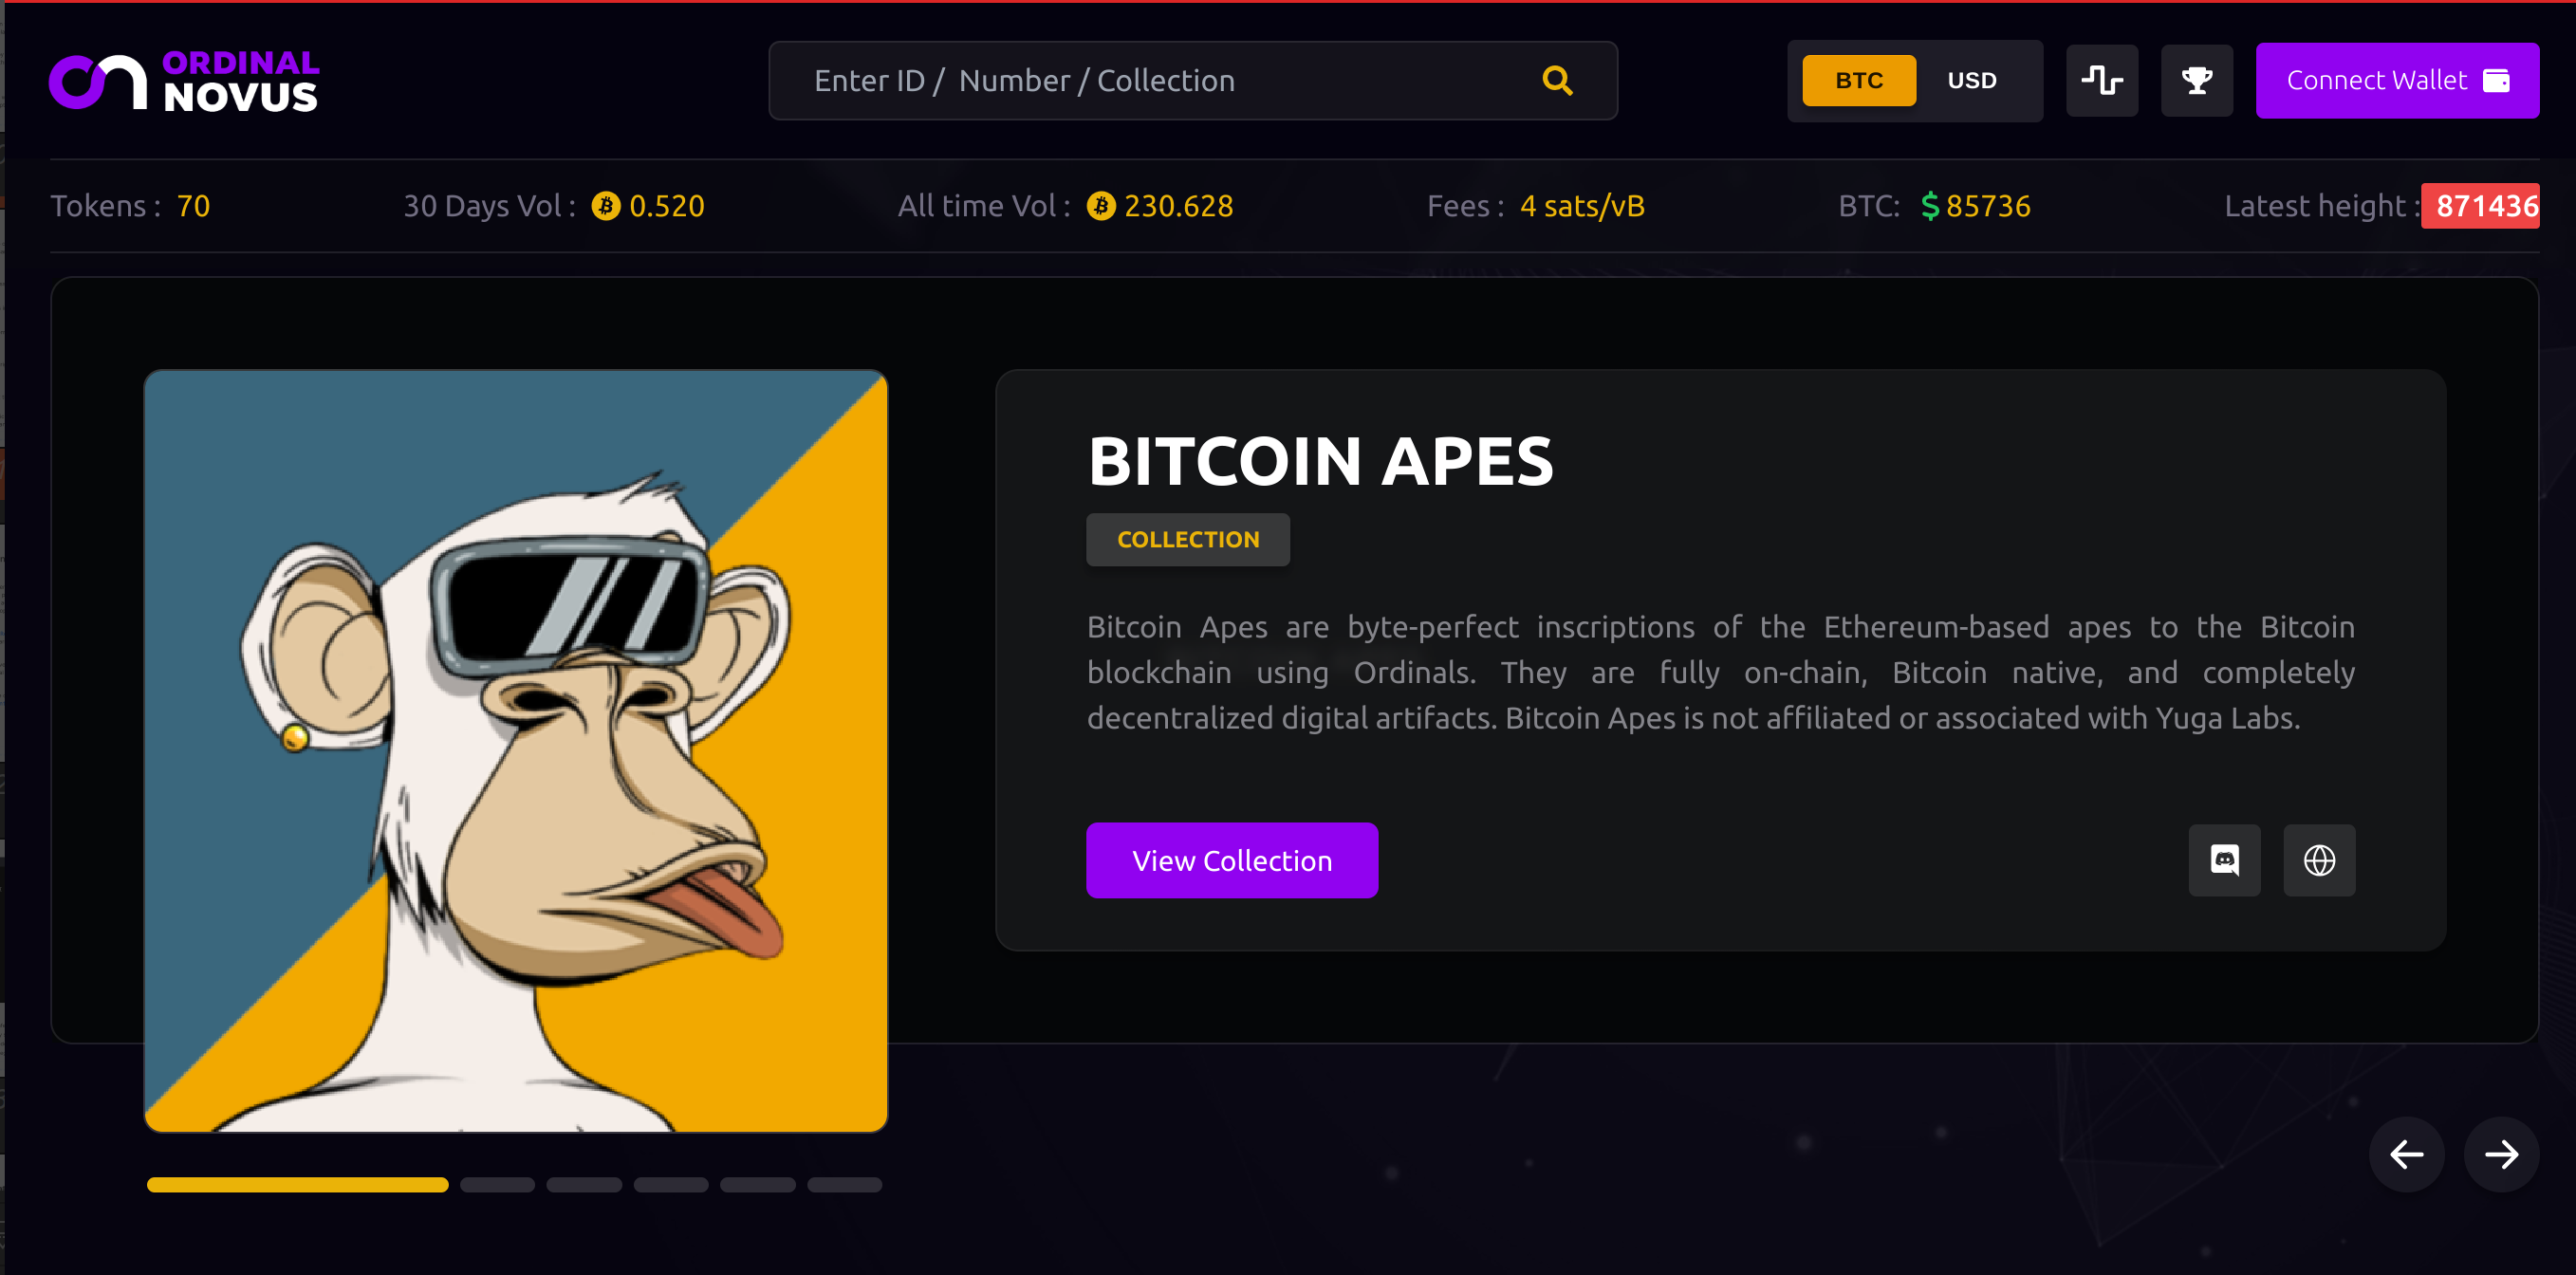 ORDINAL
NOVUS
Enter ID / Number / Collection
BTC USD
Connect Wallet
Tokens : 70
30 Days Vol : 0.520
All time Vol : 230.628
Fees : 4 sats/vB
BTC: $ 85736
Latest height : 871436
BITCOIN APES
COLLECTION
Bitcoin Apes are byte-perfect inscriptions of the Ethereum-based apes to the Bitcoin
blockchain using Ordinals. They are fully on-chain, Bitcoin native, and completely
decentralized digital artifacts. Bitcoin Apes is not affiliated or associated with Yuga Labs.
View Collection